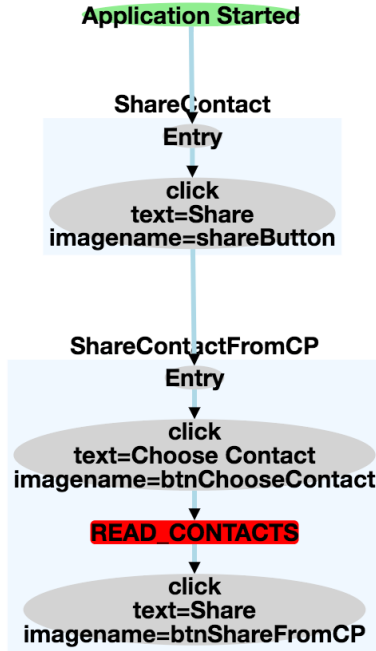 Application Started
ShareContact
Entry
click
text=Share
imagename=shareButton
ShareContactFromCP
Entry
click
text=Choose Contact
imagename=btnChooseContact
READ_CONTACTS
click
text=Share
imagename=btnShareFromCP